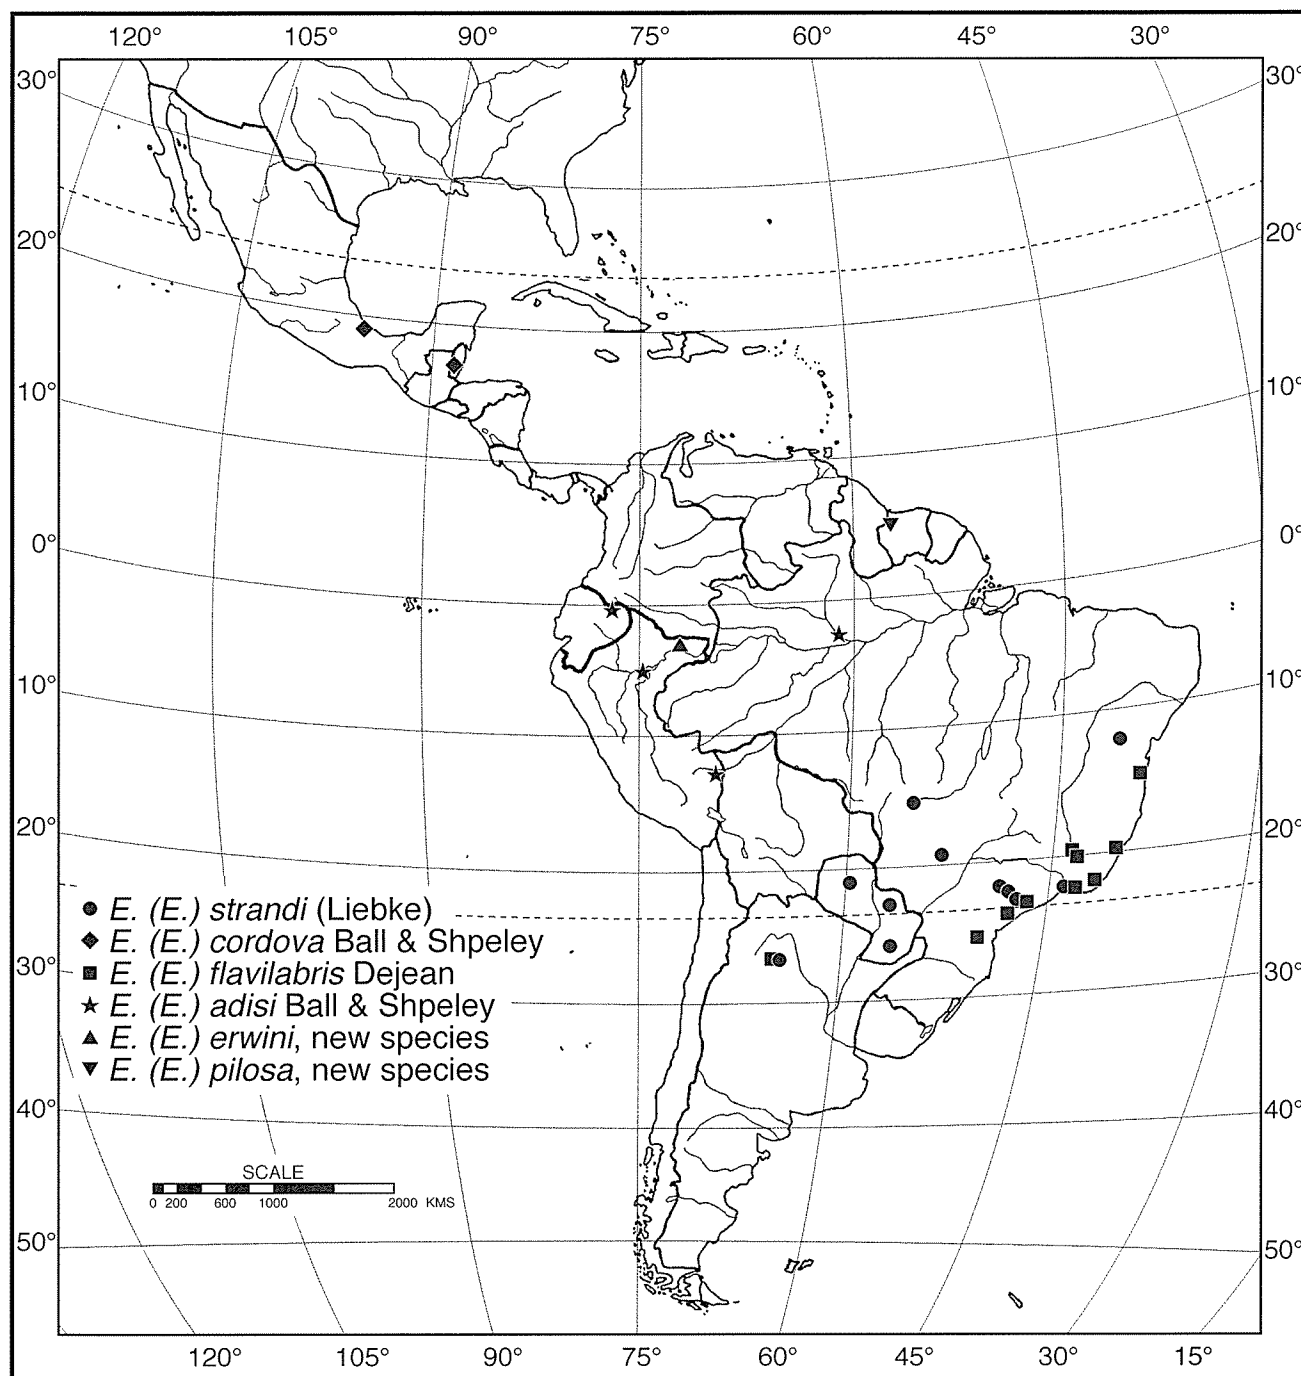 120° 105° 90° 75° 60° 45° 30°
30° 30°
20° 20°
10° 10°
0° 0°
10° 10°
20° 20°
E. (E.) strandi (Liebke)
E. (E.) cordova Ball & Shpeley
E. (E.) flavilabris Dejean
30° 30°
E. (E.) adisi Ball & Shpeley
E. (E.) erwini, new species
E. (E.) pilosa, new species
40° 40°
SCALE
0 200 600 1000 2000 KMS
50° 50°
120° 105° 90° 75° 60° 45° 30° 15°